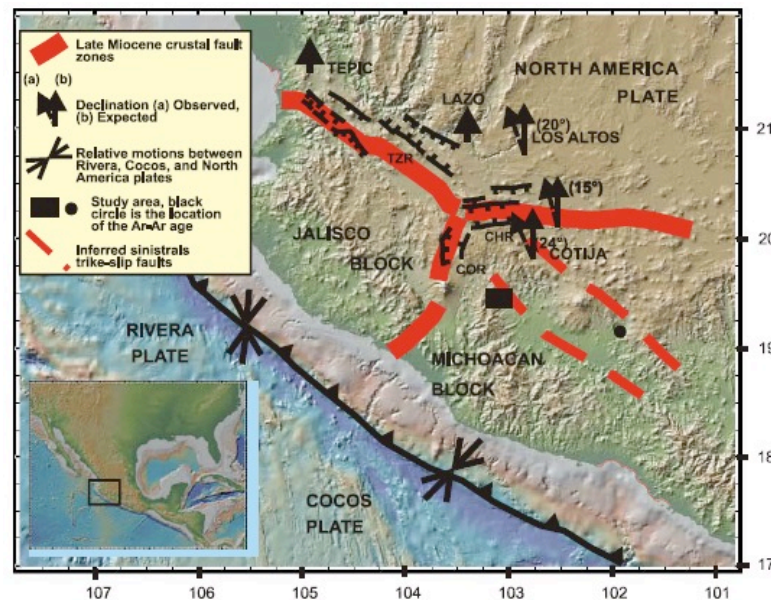 Late Miocene crustal fault
zones
(a) (b)
Declination (a) Observed,
(b) Expected
Relative motions between
Rivera, Cocos, and North
America plates
Study area, black
circle is the location
of the Ar-Ar age
Inferred sinistrals
trike-slip faults
TEPIC
NORTH AMERICA
PLATE
LAZO
(20°)
LOS ALTOS
TZR
(15°)
JALISCO
BLOCK
CHR
(24°)
COTIJA
COR
RIVERA
PLATE
MICHOACAN
BLOCK
COCOS
PLATE
21
20
19
18
17
107
106
105
104
103
102
101